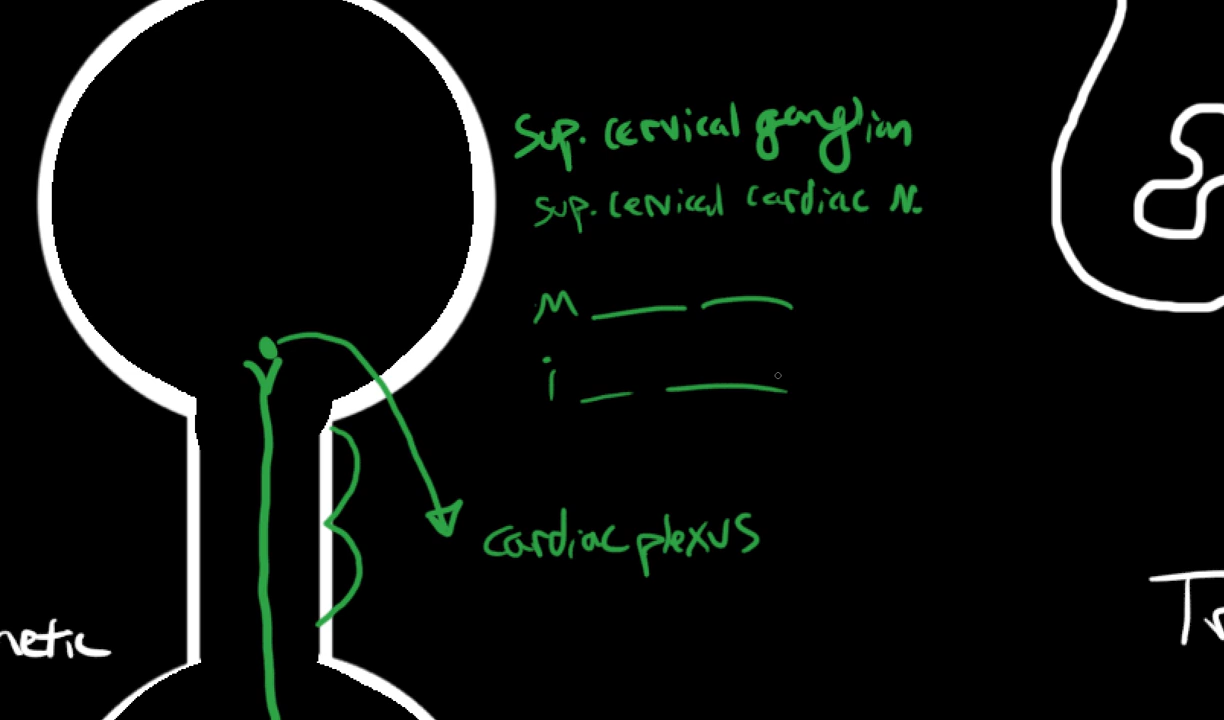 Sup. cervical ganglion
sup. cervical cardiac N.
M
i
cardiac plexus
netic
Tr